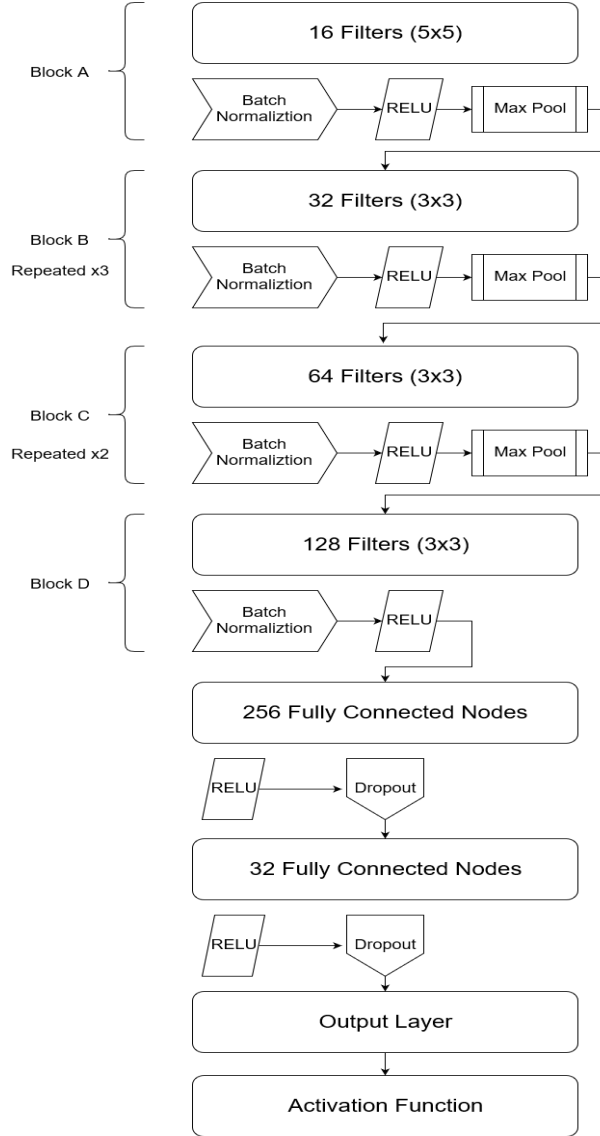 16 Filters (5x5)
Block A
Batch
Normaliztion
RELU
Max Pool
32 Filters (3x3)
Block B
Repeated x3
Batch
Normaliztion
RELU
Max Pool
64 Filters (3x3)
Block C
Repeated x2
Batch
Normaliztion
RELU
Max Pool
128 Filters (3x3)
Block D
Batch
Normaliztion
RELU
256 Fully Connected Nodes
RELU
Dropout
32 Fully Connected Nodes
RELU
Dropout
Output Layer
Activation Function